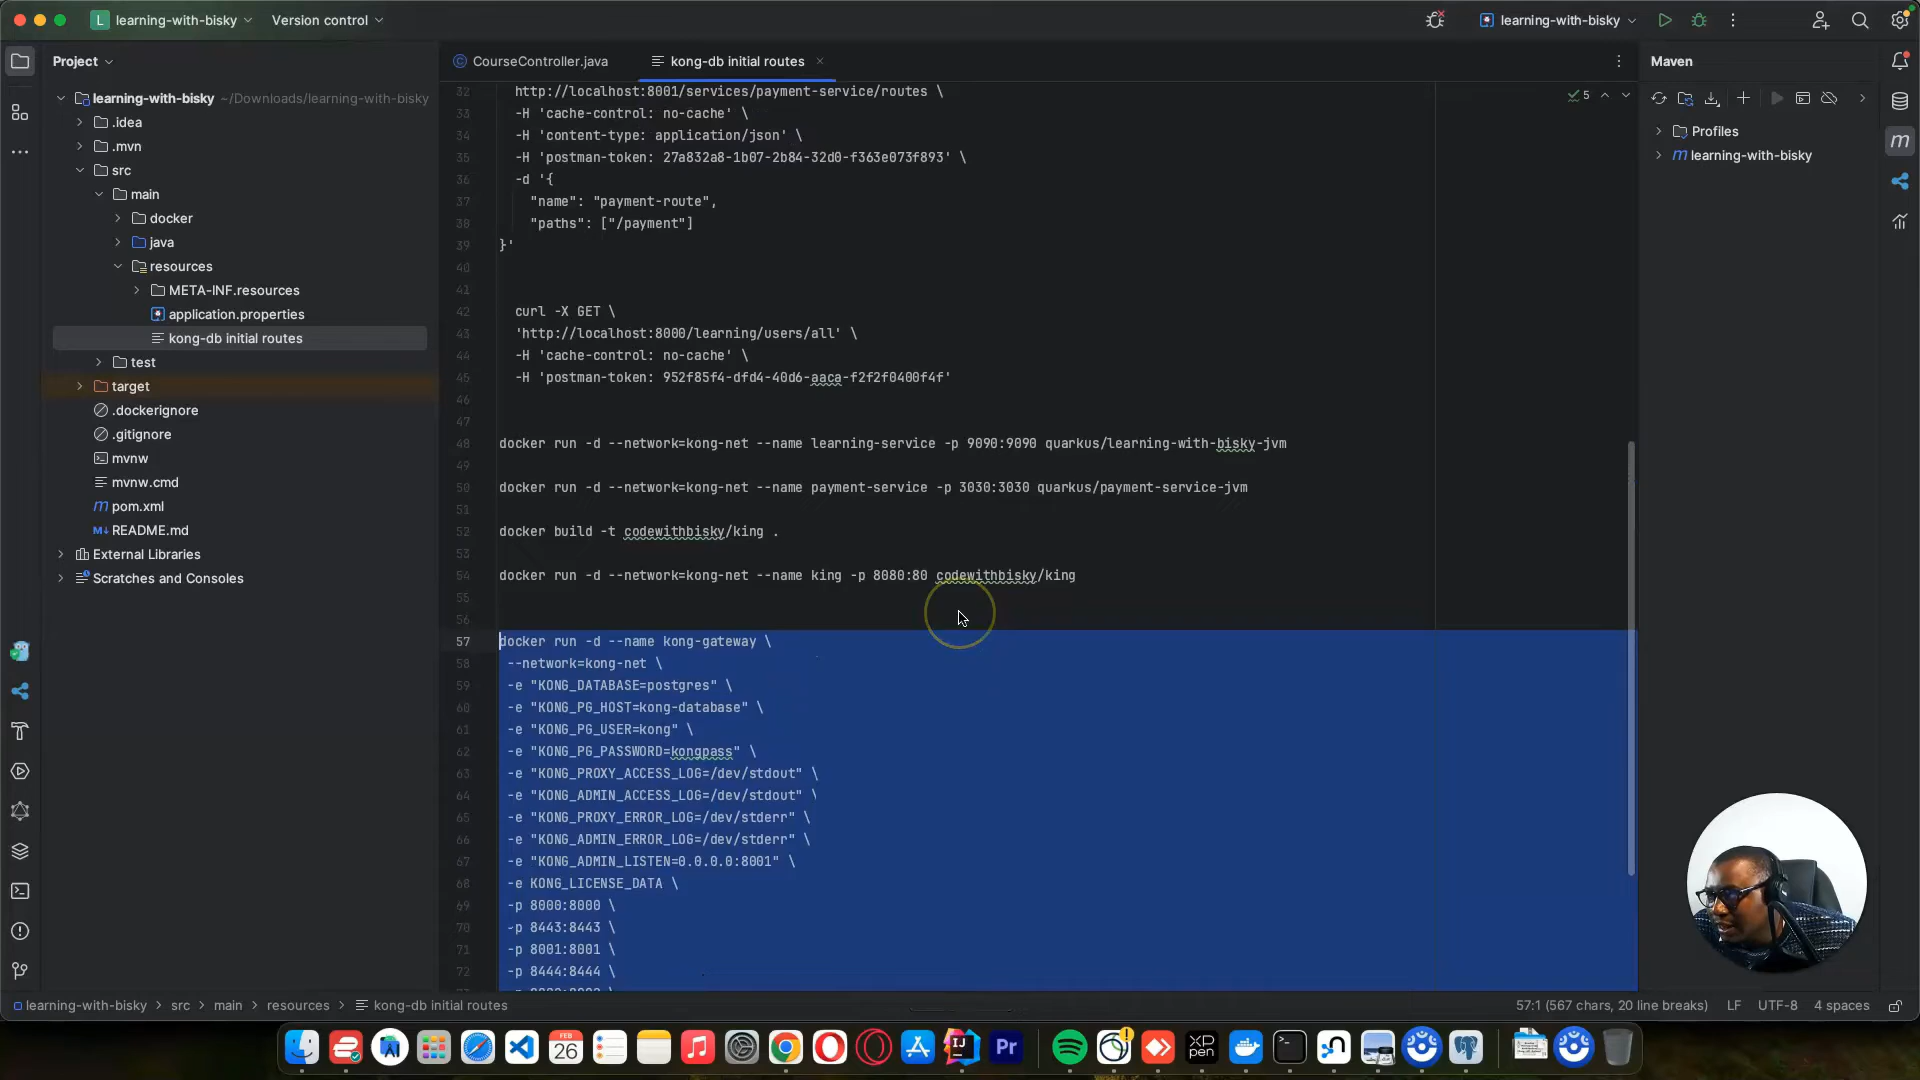 learning-with-bisky
Version control
learning-with-bisky
Project
CourseController.java
kong-db initial routes
Maven
learning-with-bisky ~/Downloads/learning-with-bisky
.idea
.mvn
src
main
docker
java
resources
META-INF.resources
application.properties
kong-db initial routes
test
target
.dockerignore
.gitignore
mvnw
mvnw.cmd
pom.xml
README.md
External Libraries
Scratches and Consoles
5
Profiles
learning-with-bisky
32 http://localhost:8001/services/payment-service/routes \
33 -H 'cache-control: no-cache' \
34 -H 'content-type: application/json' \
35 -H 'postman-token: 27a832a8-1b07-2b84-32d0-f363e073f893' \
36 -d '{
37 "name": "payment-route",
38 "paths": ["/payment"]
39 }'
40
41
42 curl -X GET \
43 'http://localhost:8000/learning/users/all' \
44 -H 'cache-control: no-cache' \
45 -H 'postman-token: 952f85f4-dfd4-40d6-aaca-f2f2f0400f4f'
46
47
48 docker run -d --network=kong-net --name learning-service -p 9090:9090 quarkus/learning-with-bisky-jvm
49
50 docker run -d --network=kong-net --name payment-service -p 3030:3030 quarkus/payment-service-jvm
51
52 docker build -t codewithbisky/king .
53
54 docker run -d --network=kong-net --name king -p 8080:80 codewithbisky/king
55
56
57 docker run -d --name kong-gateway \
58 --network=kong-net \
59 -e "KONG_DATABASE=postgres" \
60 -e "KONG_PG_HOST=kong-database" \
61 -e "KONG_PG_USER=kong" \
62 -e "KONG_PG_PASSWORD=kongpass" \
63 -e "KONG_PROXY_ACCESS_LOG=/dev/stdout" \
64 -e "KONG_ADMIN_ACCESS_LOG=/dev/stdout" \
65 -e "KONG_PROXY_ERROR_LOG=/dev/stderr" \
66 -e "KONG_ADMIN_ERROR_LOG=/dev/stderr" \
67 -e "KONG_ADMIN_LISTEN=0.0.0.0:8001" \
68 -e KONG_LICENSE_DATA \
69 -p 8000:8000 \
70 -p 8443:8443 \
71 -p 8001:8001 \
72 -p 8444:8444 \
learning-with-bisky > src > main > resources > kong-db initial routes
57:1 (567 chars, 20 line breaks) LF UTF-8 4 spaces
FEB
26
Pr
XP
PEN